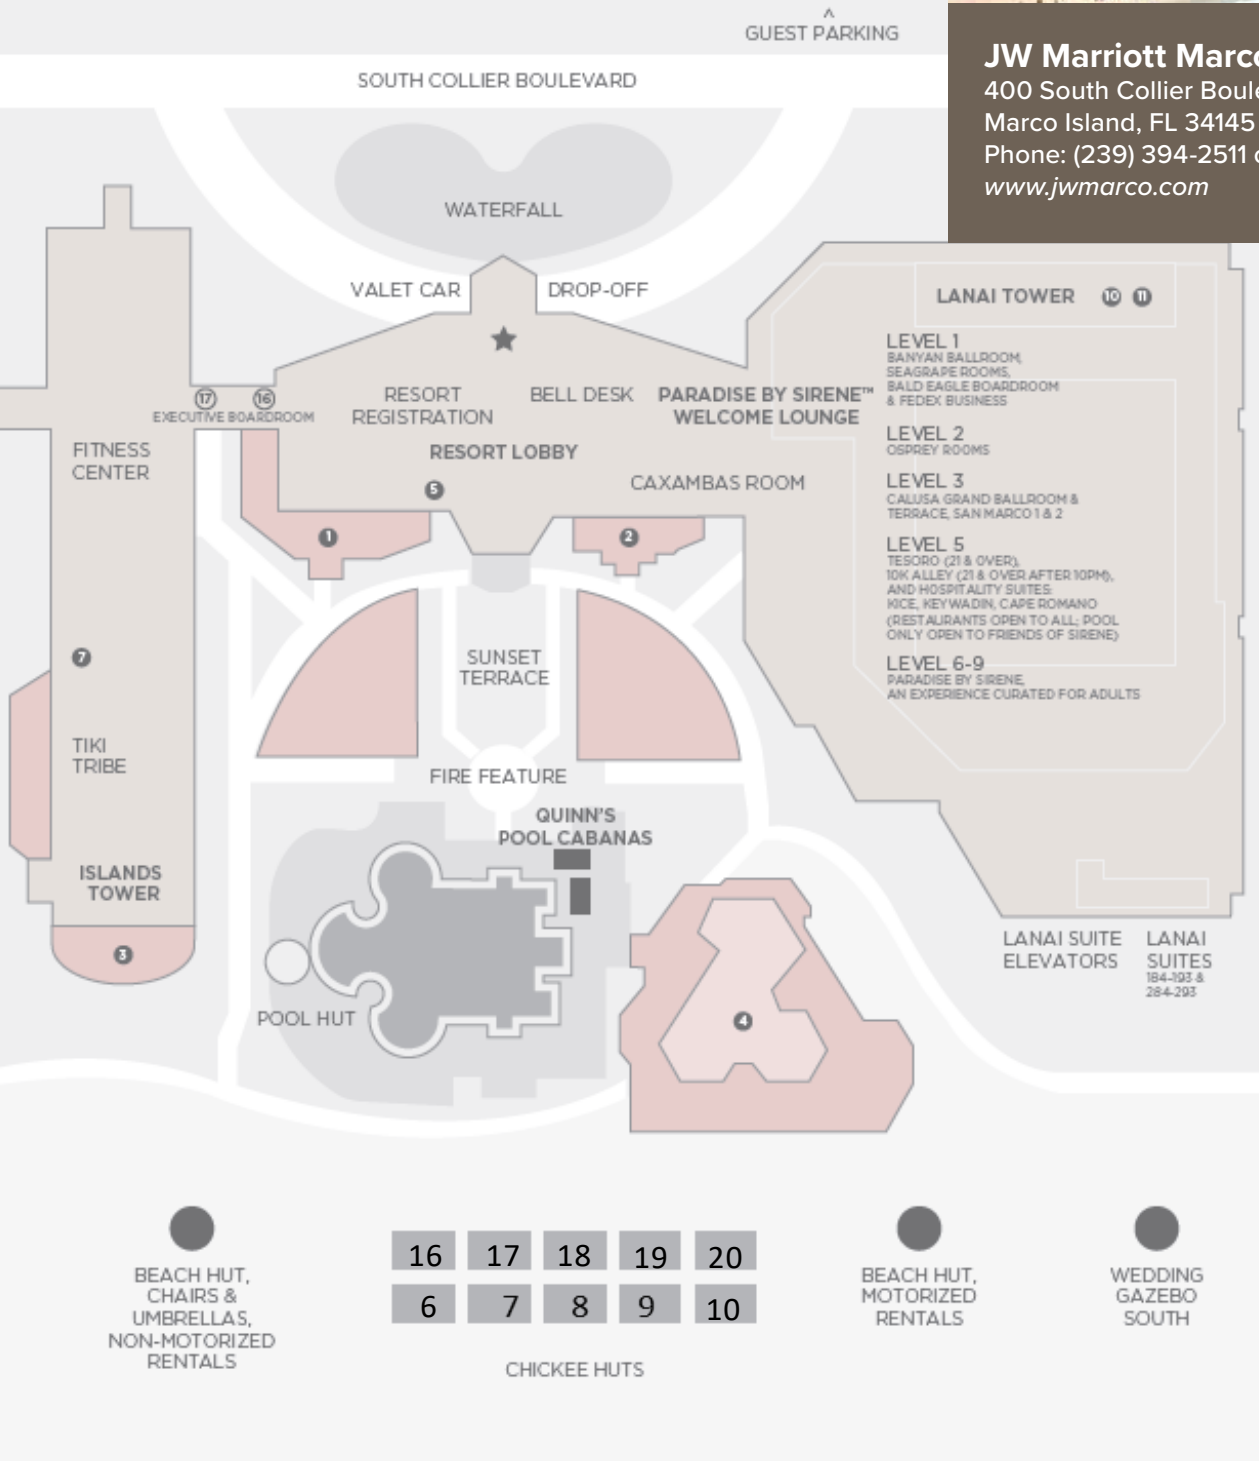 ^
GUEST PARKING
SOUTH COLLIER BOULEVARD
JW Marriott Marco
400 South Collier Boule
Marco Island, FL 34145
Phone: (239) 394-2511
www.jwmarco.com
WATERFALL
VALET CAR
DROP-OFF
LANAI TOWER 10 11
LEVEL 1
BANYAN BALLROOM,
SEAGRAPE ROOMS,
BALD EAGLE BOARDROOM
& FEDEX BUSINESS
LEVEL 2
OSPREY ROOMS
LEVEL 3
CALUSA GRAND BALLROOM &
TERRACE, SAN MARCO 1 & 2
LEVEL 5
TESORO (21 & OVER),
10K ALLEY (21 & OVER AFTER 10PM),
AND HOSPITALITY SUITES:
KICE, KEYWADIN, CAPE ROMANO
(RESTAURANTS OPEN TO ALL; POOL
ONLY OPEN TO FRIENDS OF SIRENE)
LEVEL 6-9
PARADISE BY SIRENE,
AN EXPERIENCE CURATED FOR ADULTS
17 16
EXECUTIVE BOARDROOM
RESORT
REGISTRATION
BELL DESK
PARADISE BY SIRENE™
WELCOME LOUNGE
RESORT LOBBY
CAXAMBAS ROOM
FITNESS
CENTER
5
1
2
7
SUNSET
TERRACE
TIKI
TRIBE
FIRE FEATURE
QUINN'S
POOL CABANAS
ISLANDS
TOWER
3
POOL HUT
4
LANAI SUITE
ELEVATORS
LANAI
SUITES
184-193 &
284-293
BEACH HUT,
CHAIRS &
UMBRELLAS,
NON-MOTORIZED
RENTALS
16 17 18 19 20
6 7 8 9 10
CHICKEE HUTS
BEACH HUT,
MOTORIZED
RENTALS
WEDDING
GAZEBO
SOUTH